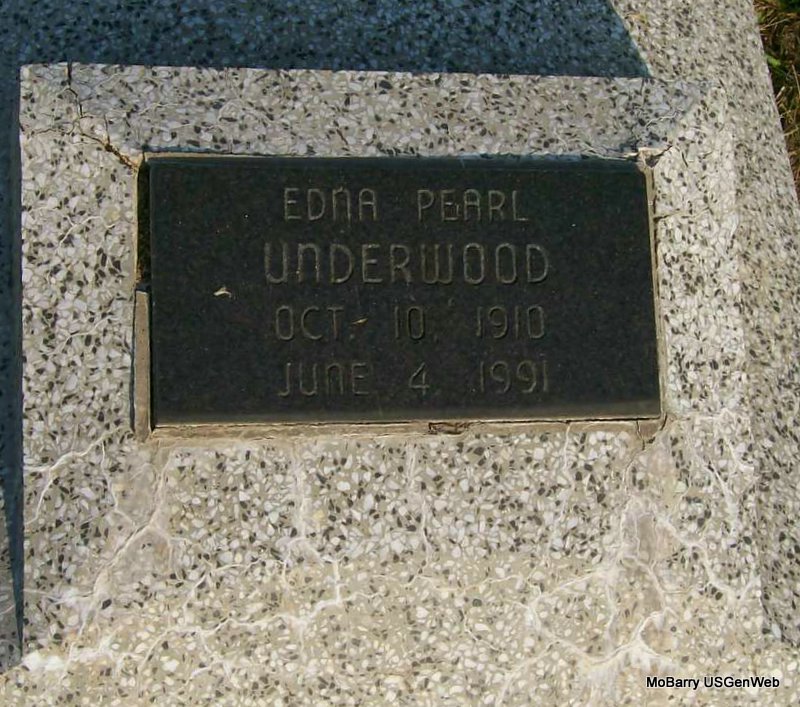 EDNA PEARL
UNDERWOOD
OCT. 10 1910
JUNE 4 1991
MoBarry USGenWeb